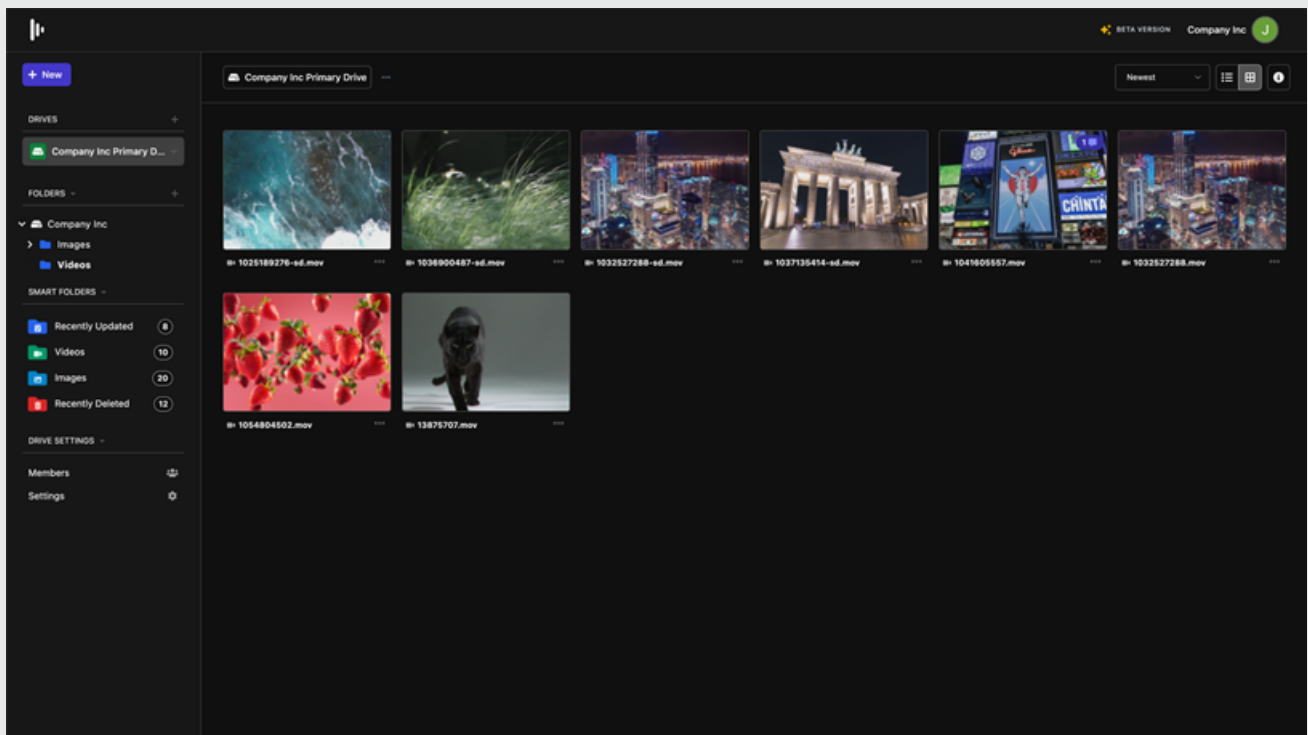 BETA VERSION
Company Inc
J
+ New
Company Inc Primary Drive
Newest
DRIVES
Company Inc Primary D...
FOLDERS
Company Inc
Images
Videos
SMART FOLDERS
Recently Updated 8
Videos 10
Images 20
Recently Deleted 12
DRIVE SETTINGS
Members
Settings
Glico
CHINTA
1025189276-sd.mov
1036900487-sd.mov
1032527288-sd.mov
1037135414-sd.mov
1041605557.mov
1032527288.mov
1054804502.mov
13875707.mov